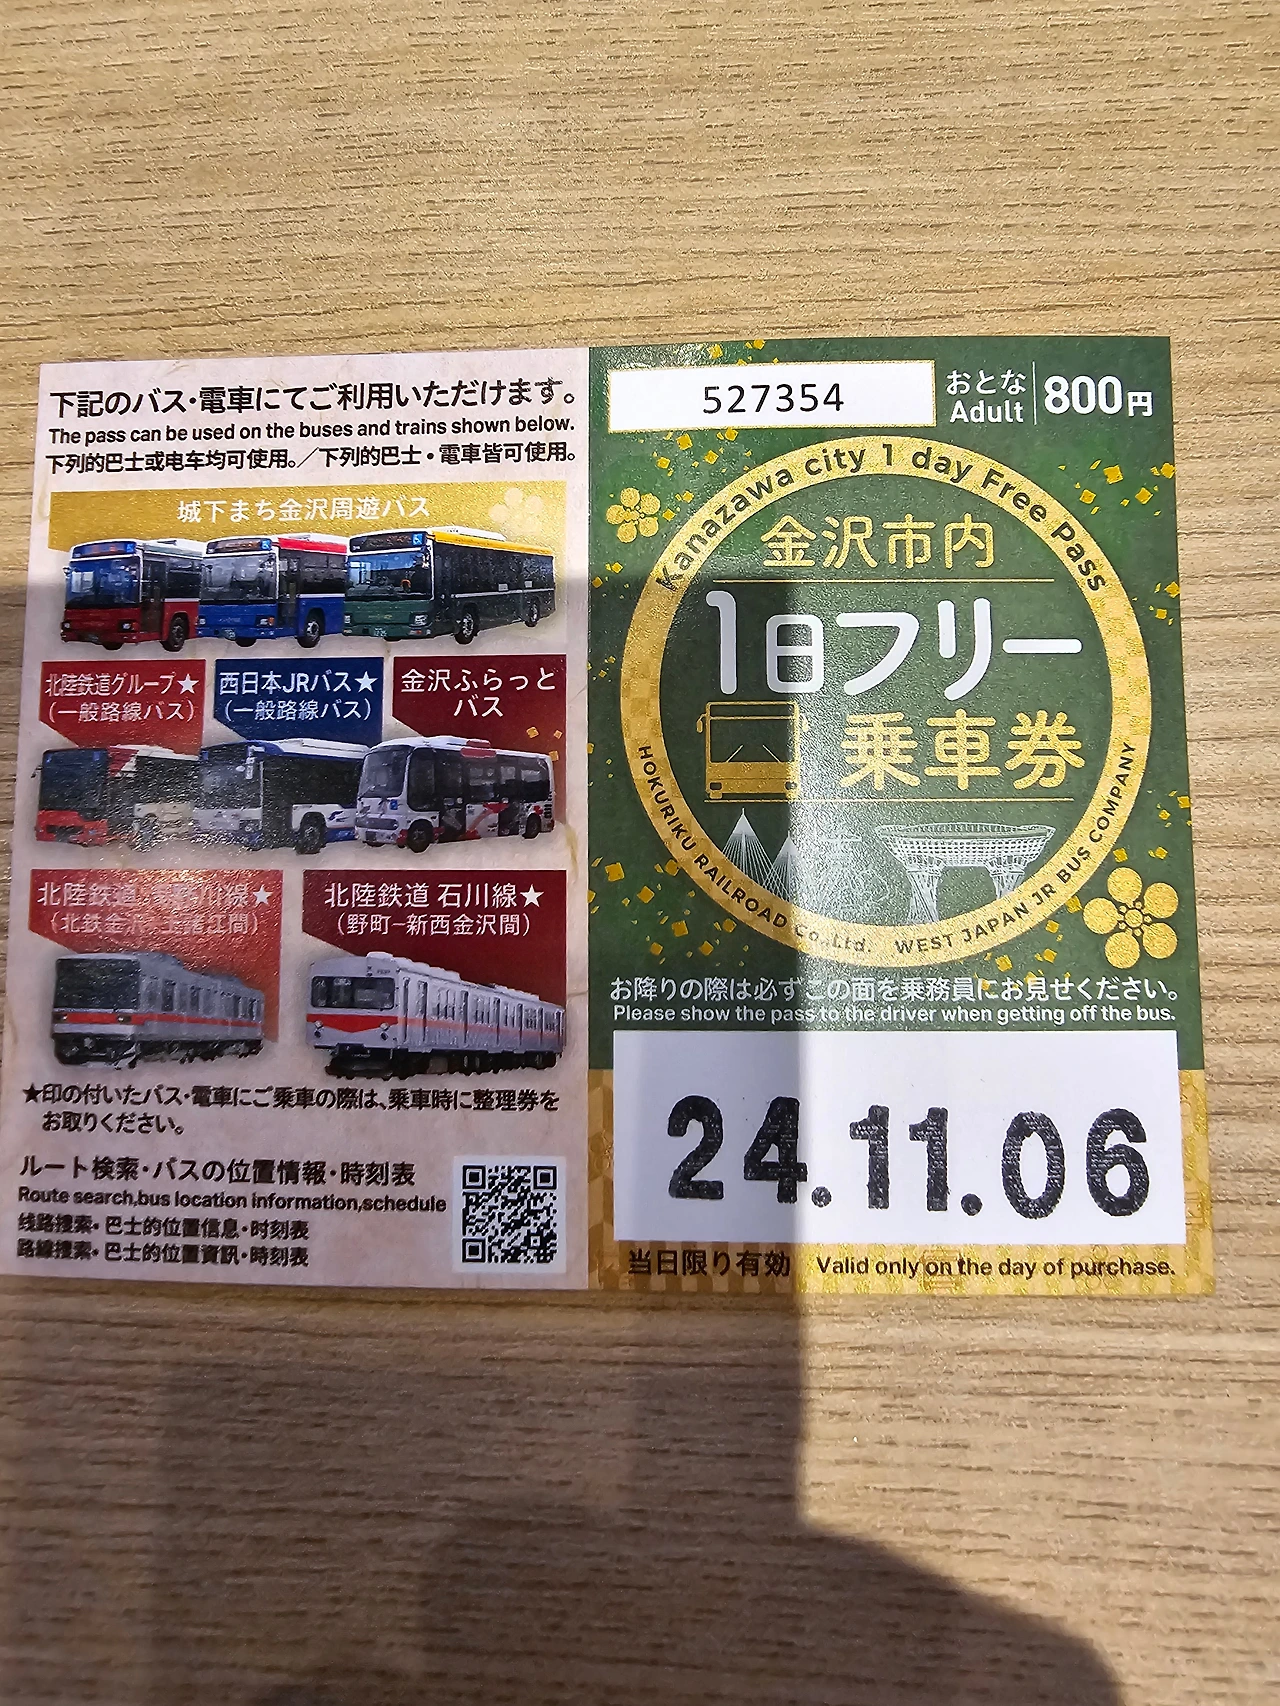 下記のバス・電車にてご利用いただけます。
The pass can be used on the buses and trains shown below.
下列的巴士或电车均可使用。／下列的巴士・電車皆可使用。
城下まち金沢周遊バス
北陸鉄道グループ★
(一般路線バス)
西日本JRバス★
(一般路線バス)
金沢ふらっと
バス
北陸鉄道 浅野川線★
(北鉄金沢 江間)
北陸鉄道 石川線★
(野町−新西金沢間)
★印の付いたバス・電車にご乗車の際は、乗車時に整理券を
お取りください。
ルート検索・バスの位置情報・時刻表
Route search,bus location information,schedule
线路搜索・巴士的位置信息・时刻表
路線搜索・巴士的位置資訊・時刻表
527354
おとな
Adult
800円
Kanazawa city 1 day Free Pass
金沢市内
1日フリー
乗車券
HOKURIKU RAILROAD Co.,Ltd. WEST JAPAN JR BUS COMPANY
お降りの際は必ずこの面を乗務員にお見せください。
Please show the pass to the driver when getting off the bus.
24.11.06
当日限り有効 Valid only on the day of purchase.